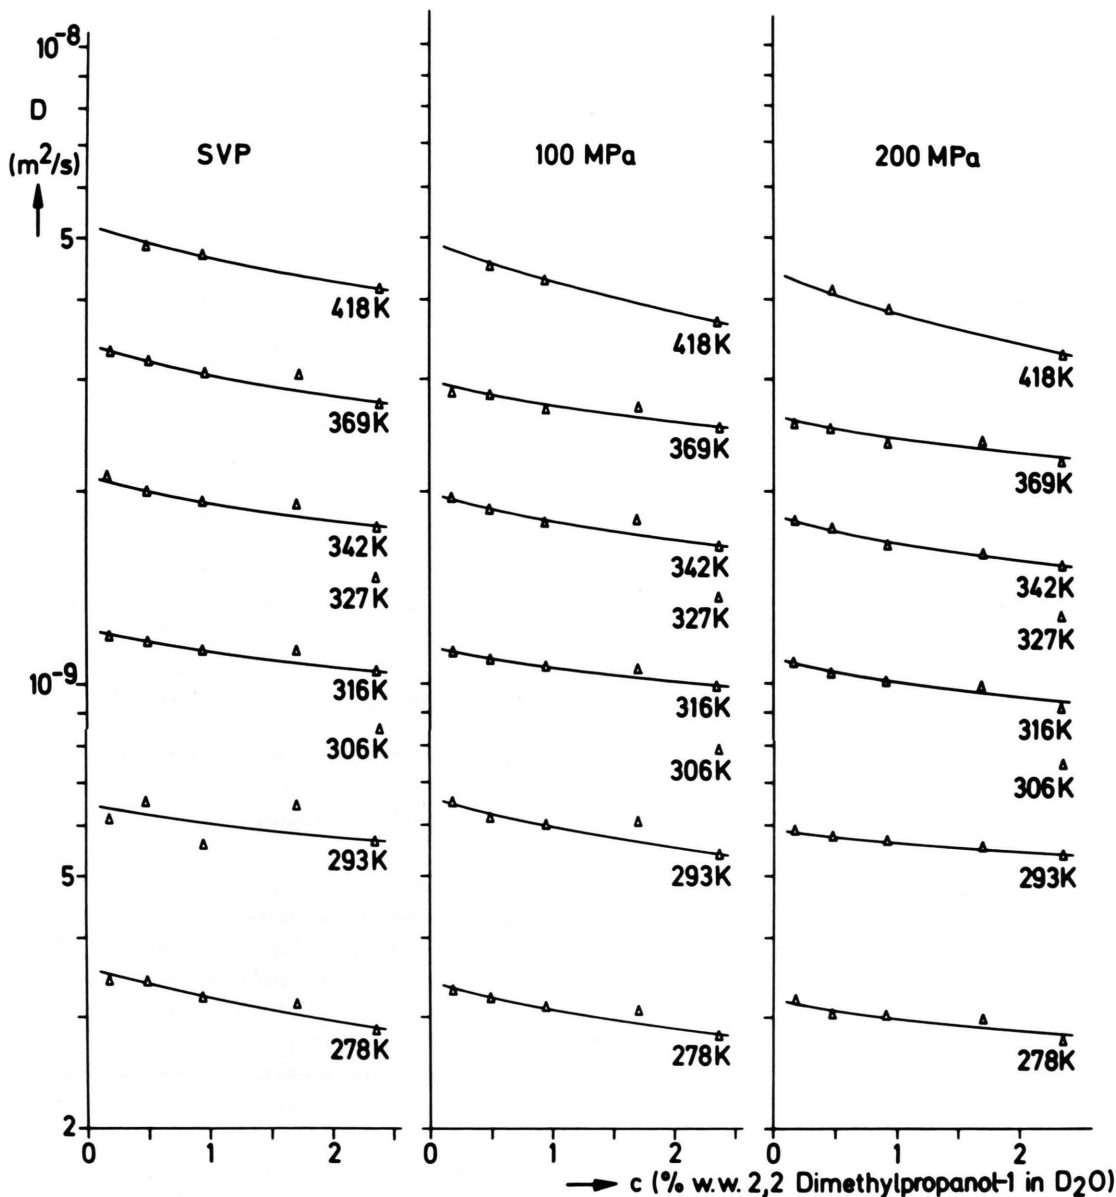 10⁻⁸
D
(m²/s)
5
10⁻⁹
5
2
SVP
418K
369K
342K
327K
316K
306K
293K
278K
0 1 2
100 MPa
418K
369K
342K
327K
316K
306K
293K
278K
0 1 2
200 MPa
418K
369K
342K
327K
316K
306K
293K
278K
0 1 2
c (% w.w. 2,2 Dimethylpropanol-1 in D₂O)